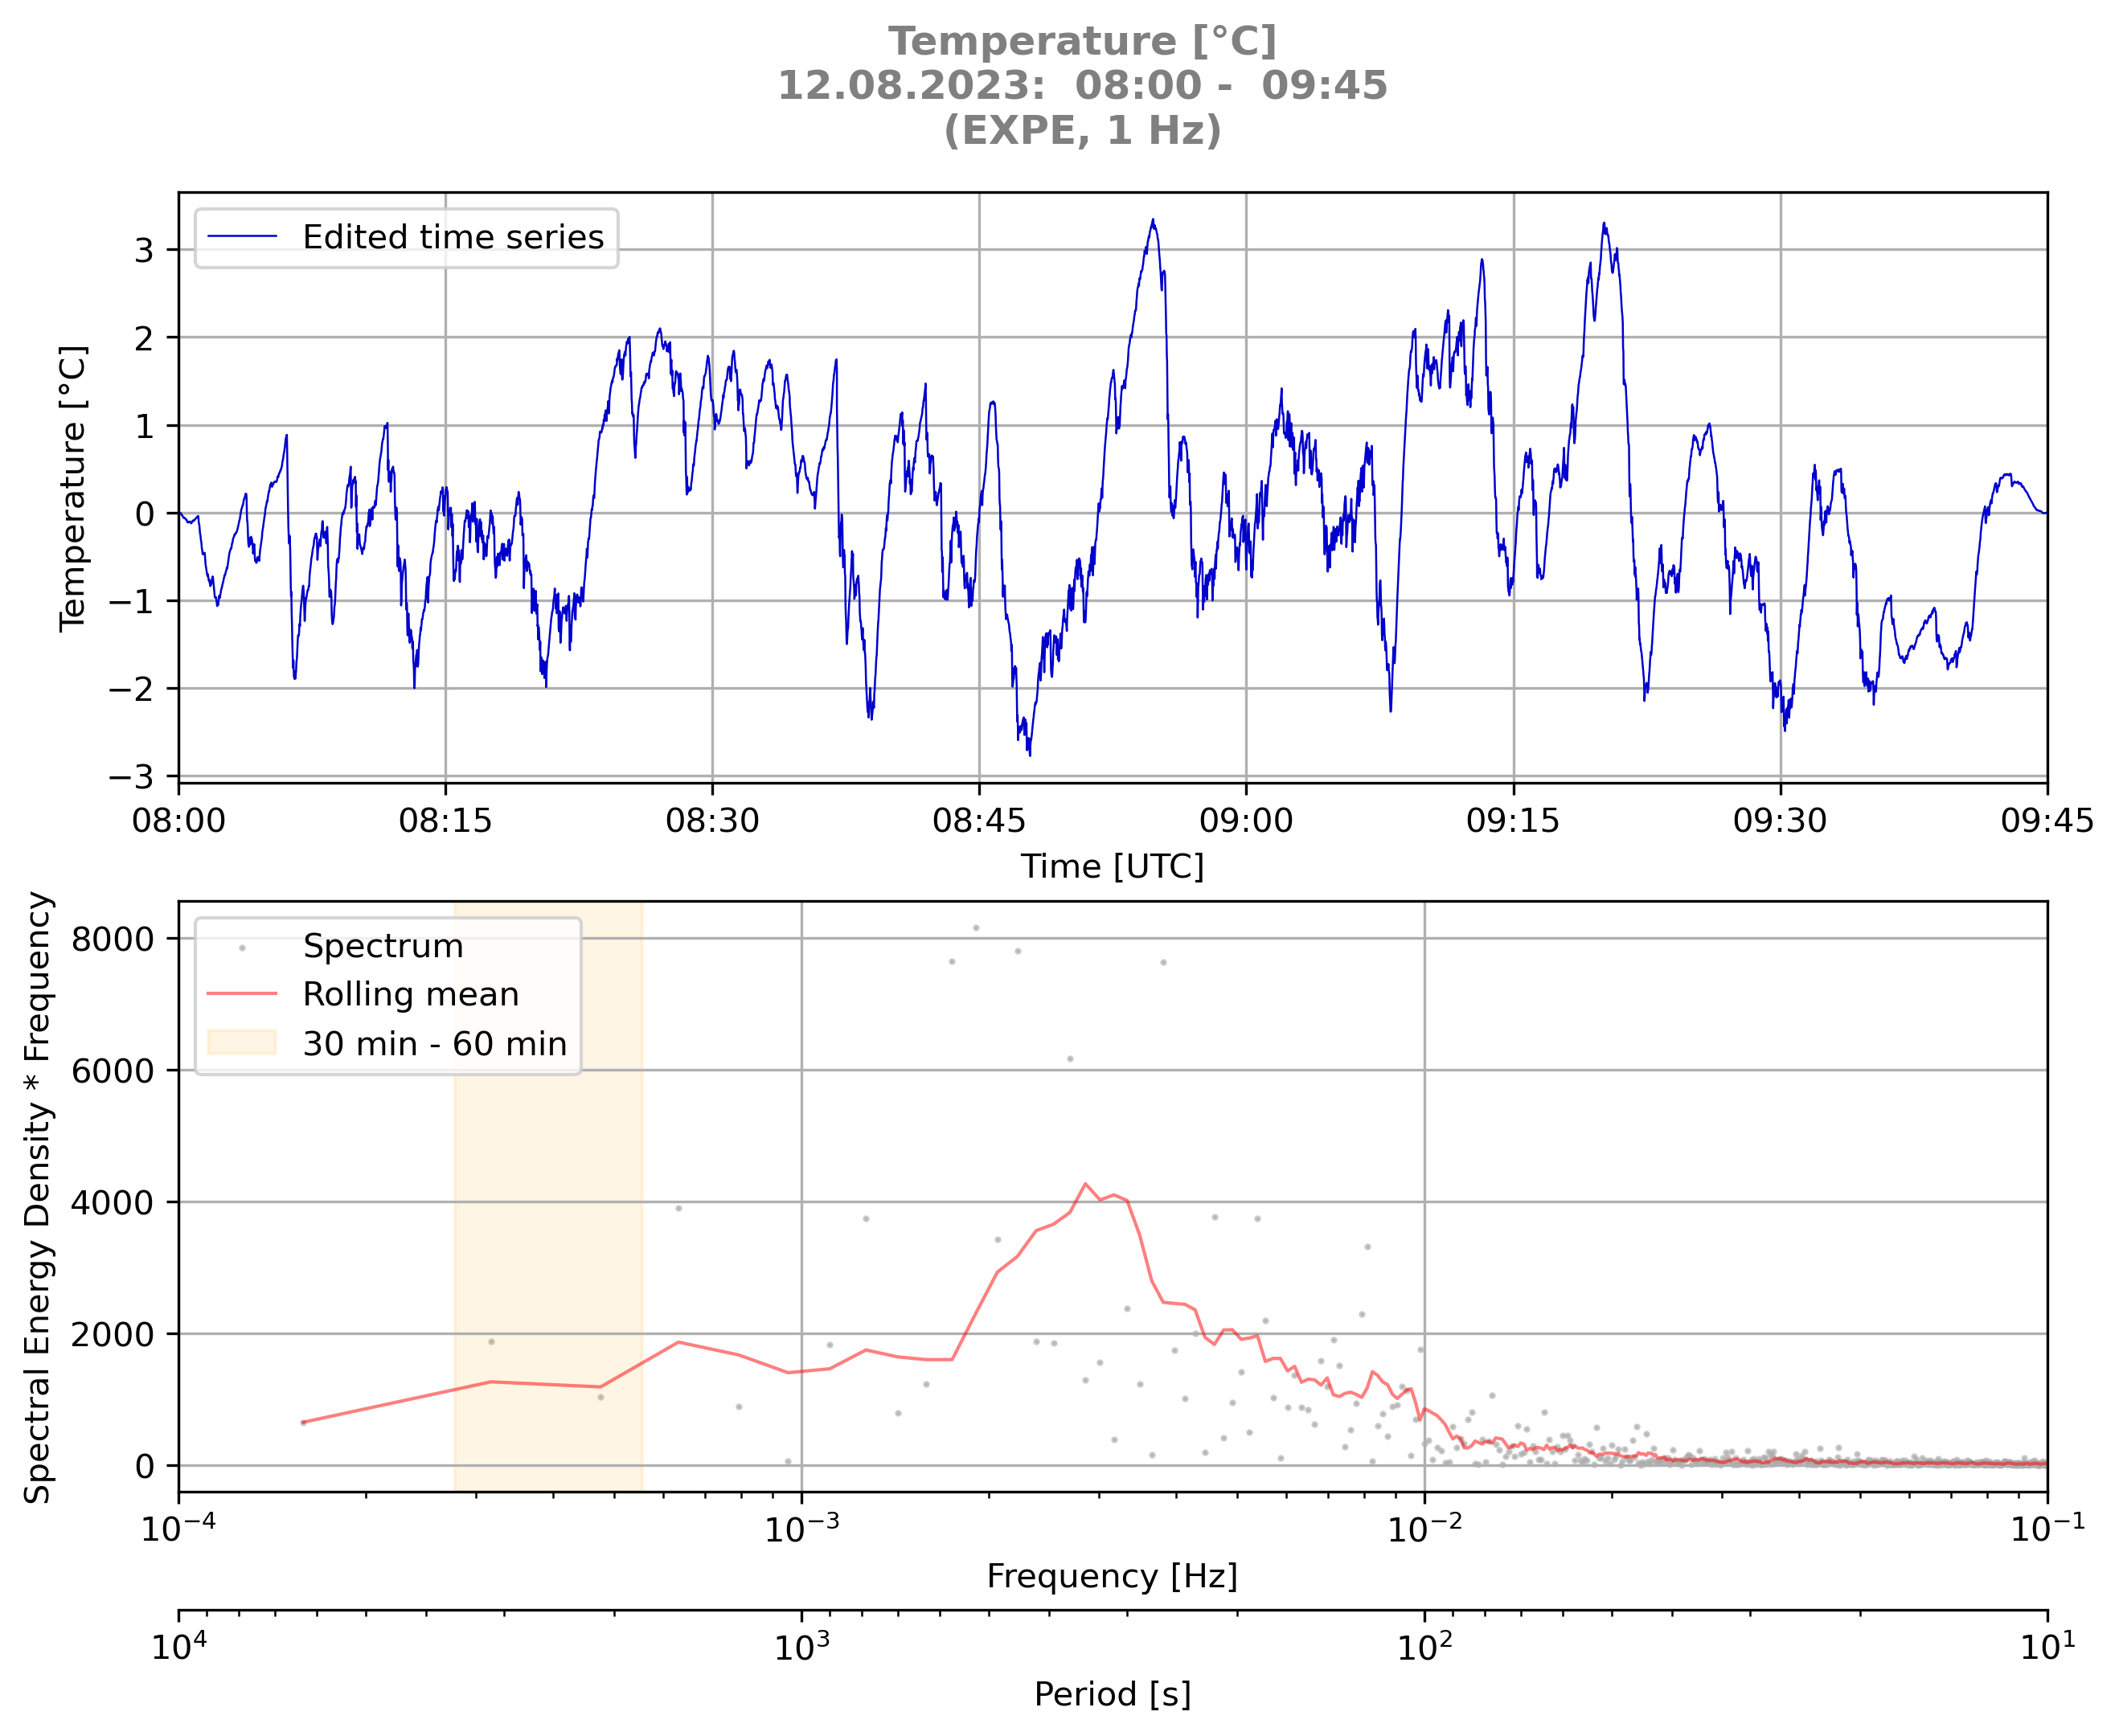 Temperature [°C]
12.08.2023:  08:00 -  09:45
(EXPE, 1 Hz)
Edited time series
Temperature [°C]
3
2
1
0
−1
−2
−3
08:00 08:15 08:30 08:45 09:00 09:15 09:30 09:45
Time [UTC]
Spectrum
Rolling mean
30 min - 60 min
Spectral Energy Density * Frequency
8000
6000
4000
2000
0
10⁻⁴ 10⁻³ 10⁻² 10⁻¹
Frequency [Hz]
10⁴ 10³ 10² 10¹
Period [s]